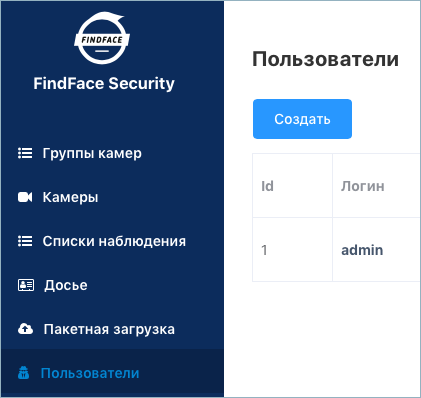 FINDFACE
FindFace Security
Группы камер
Камеры
Списки наблюдения
Досье
Пакетная загрузка
Пользователи
Пользователи
Создать
Id Логин
1 admin